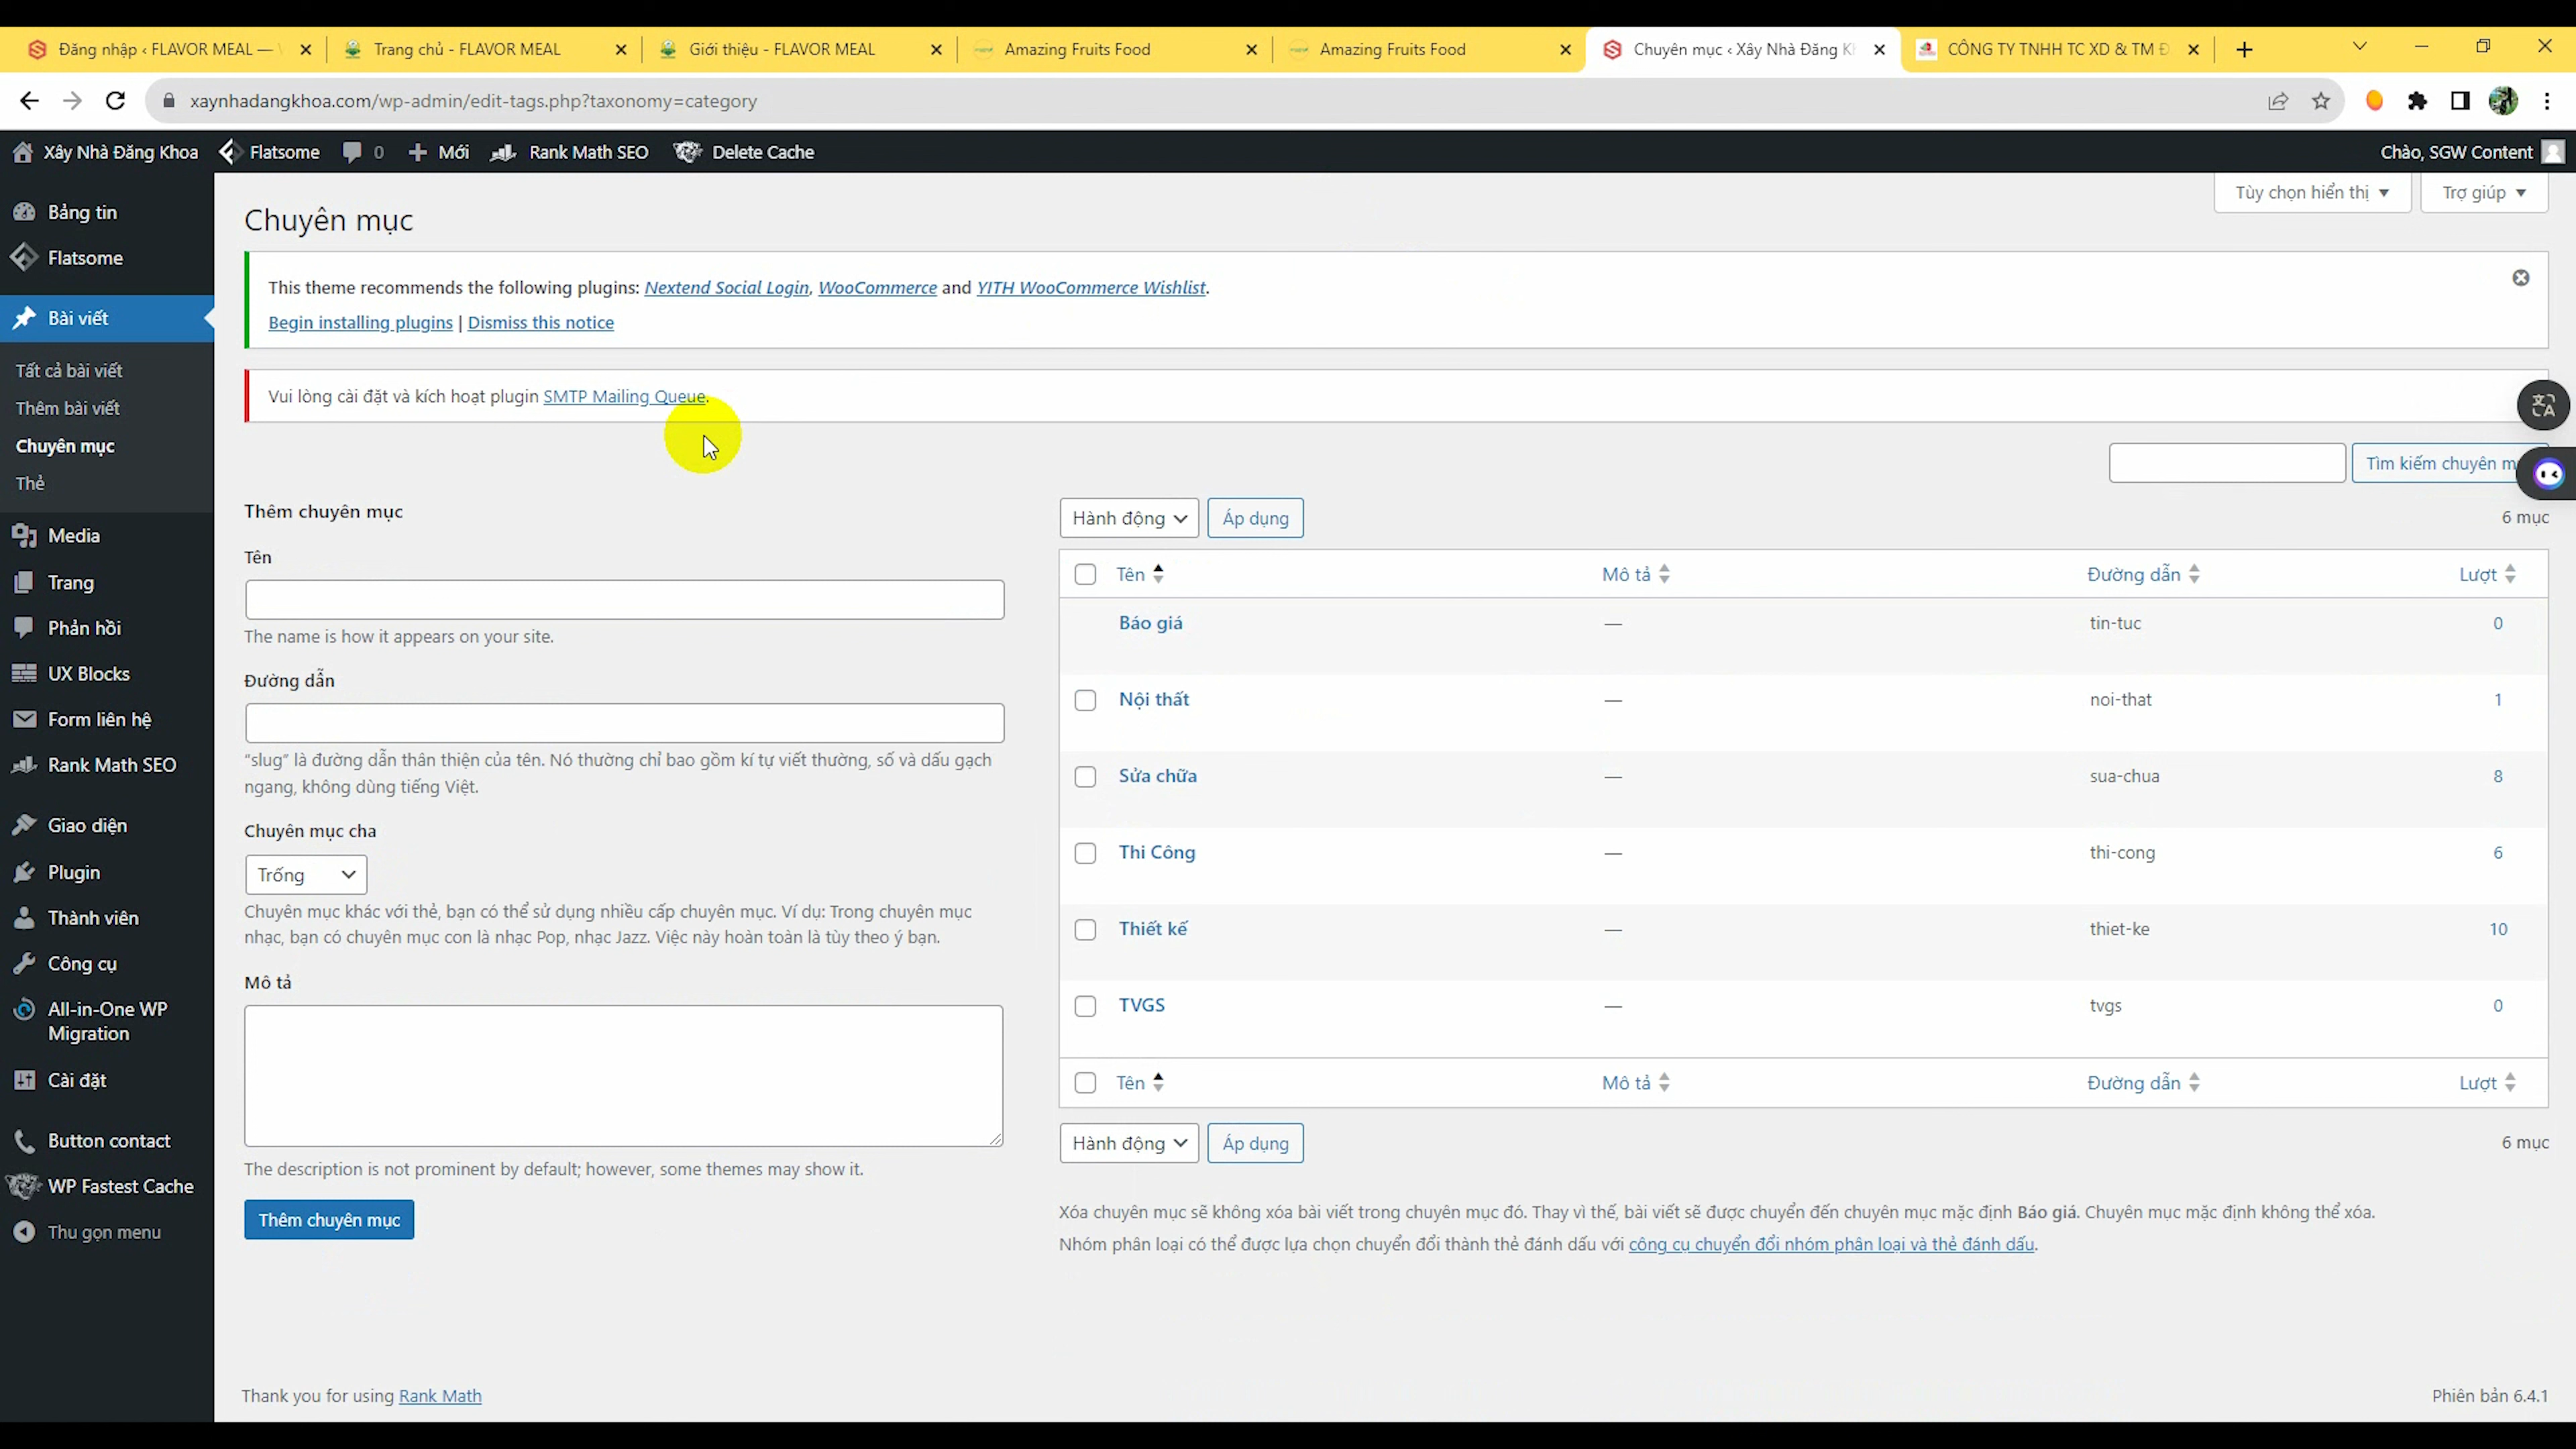 Đăng nhập ‹ FLAVOR MEAL —
Trang chủ - FLAVOR MEAL
Giới thiệu - FLAVOR MEAL
Amazing Fruits Food
Amazing Fruits Food
Chuyên mục ‹ Xây Nhà Đăng Kh
CÔNG TY TNHH TC XD & TM Đ
xaynhadangkhoa.com/wp-admin/edit-tags.php?taxonomy=category
Xây Nhà Đăng Khoa
Flatsome
0
Mới
Rank Math SEO
Delete Cache
Chào, SGW Content
Bảng tin
Flatsome
Bài viết
Tất cả bài viết
Thêm bài viết
Chuyên mục
Thẻ
Media
Trang
Phản hồi
UX Blocks
Form liên hệ
Rank Math SEO
Giao diện
Plugin
Thành viên
Công cụ
All-in-One WP
Migration
Cài đặt
Button contact
WP Fastest Cache
Thu gọn menu
Tùy chọn hiển thị
Trợ giúp
Chuyên mục
This theme recommends the following plugins: Nextend Social Login, WooCommerce and YITH WooCommerce Wishlist.
Begin installing plugins | Dismiss this notice
Vui lòng cài đặt và kích hoạt plugin SMTP Mailing Queue.
Tìm kiếm chuyên m
Thêm chuyên mục
Tên
The name is how it appears on your site.
Đường dẫn
“slug” là đường dẫn thân thiện của tên. Nó thường chỉ bao gồm kí tự viết thường, số và dấu gạch
ngang, không dùng tiếng Việt.
Chuyên mục cha
Trống
Chuyên mục khác với thẻ, bạn có thể sử dụng nhiều cấp chuyên mục. Ví dụ: Trong chuyên mục
nhạc, bạn có chuyên mục con là nhạc Pop, nhạc Jazz. Việc này hoàn toàn là tùy theo ý bạn.
Mô tả
The description is not prominent by default; however, some themes may show it.
Thêm chuyên mục
Hành động
Áp dụng
6 mục
Tên
Mô tả
Đường dẫn
Lượt
Báo giá — tin-tuc 0
Nội thất — noi-that 1
Sửa chữa — sua-chua 8
Thi Công — thi-cong 6
Thiết kế — thiet-ke 10
TVGS — tvgs 0
Tên
Mô tả
Đường dẫn
Lượt
Hành động
Áp dụng
6 mục
Xóa chuyên mục sẽ không xóa bài viết trong chuyên mục đó. Thay vì thế, bài viết sẽ được chuyển đến chuyên mục mặc định Báo giá. Chuyên mục mặc định không thể xóa.
Nhóm phân loại có thể được lựa chọn chuyển đổi thành thẻ đánh dấu với công cụ chuyển đổi nhóm phân loại và thẻ đánh dấu.
Thank you for using Rank Math
Phiên bản 6.4.1